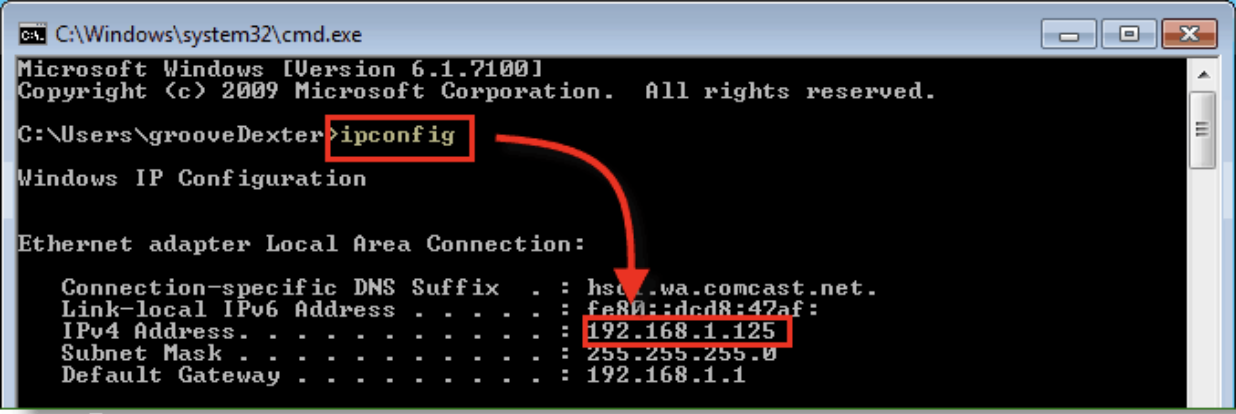 C:\Windows\system32\cmd.exe
Microsoft Windows [Version 6.1.7100]
Copyright (c) 2009 Microsoft Corporation.  All rights reserved.
C:\Users\grooveDexter>ipconfig
Windows IP Configuration
Ethernet adapter Local Area Connection:
Connection-specific DNS Suffix  . : .wa.comcast.net.
Link-local IPv6 Address . . . . . : fe80::dcd8:47af:
IPv4 Address. . . . . . . . . . . : 192.168.1.125
Subnet Mask . . . . . . . . . . . : 255.255.255.0
Default Gateway . . . . . . . . . : 192.168.1.1